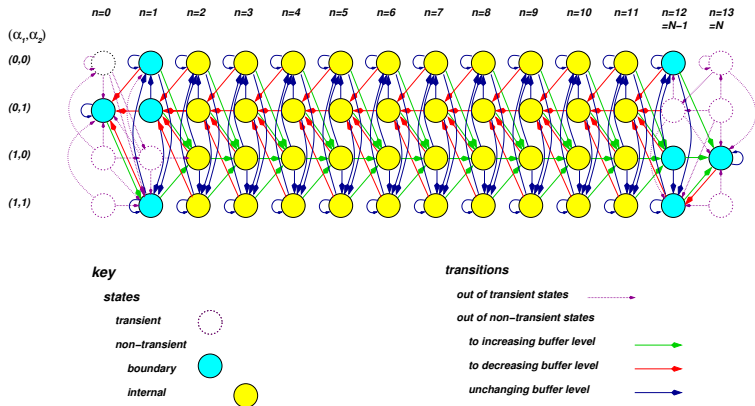 n=0 n=1 n=2 n=3 n=4 n=5 n=6 n=7 n=8 n=9 n=10 n=11 n=12 n=13
=N−1 =N
(α1,α2)
(0,0)
(0,1)
(1,0)
(1,1)
key
states
transient
non−transient
boundary
internal
transitions
out of transient states
out of non−transient states
to increasing buffer level
to decreasing buffer level
unchanging buffer level